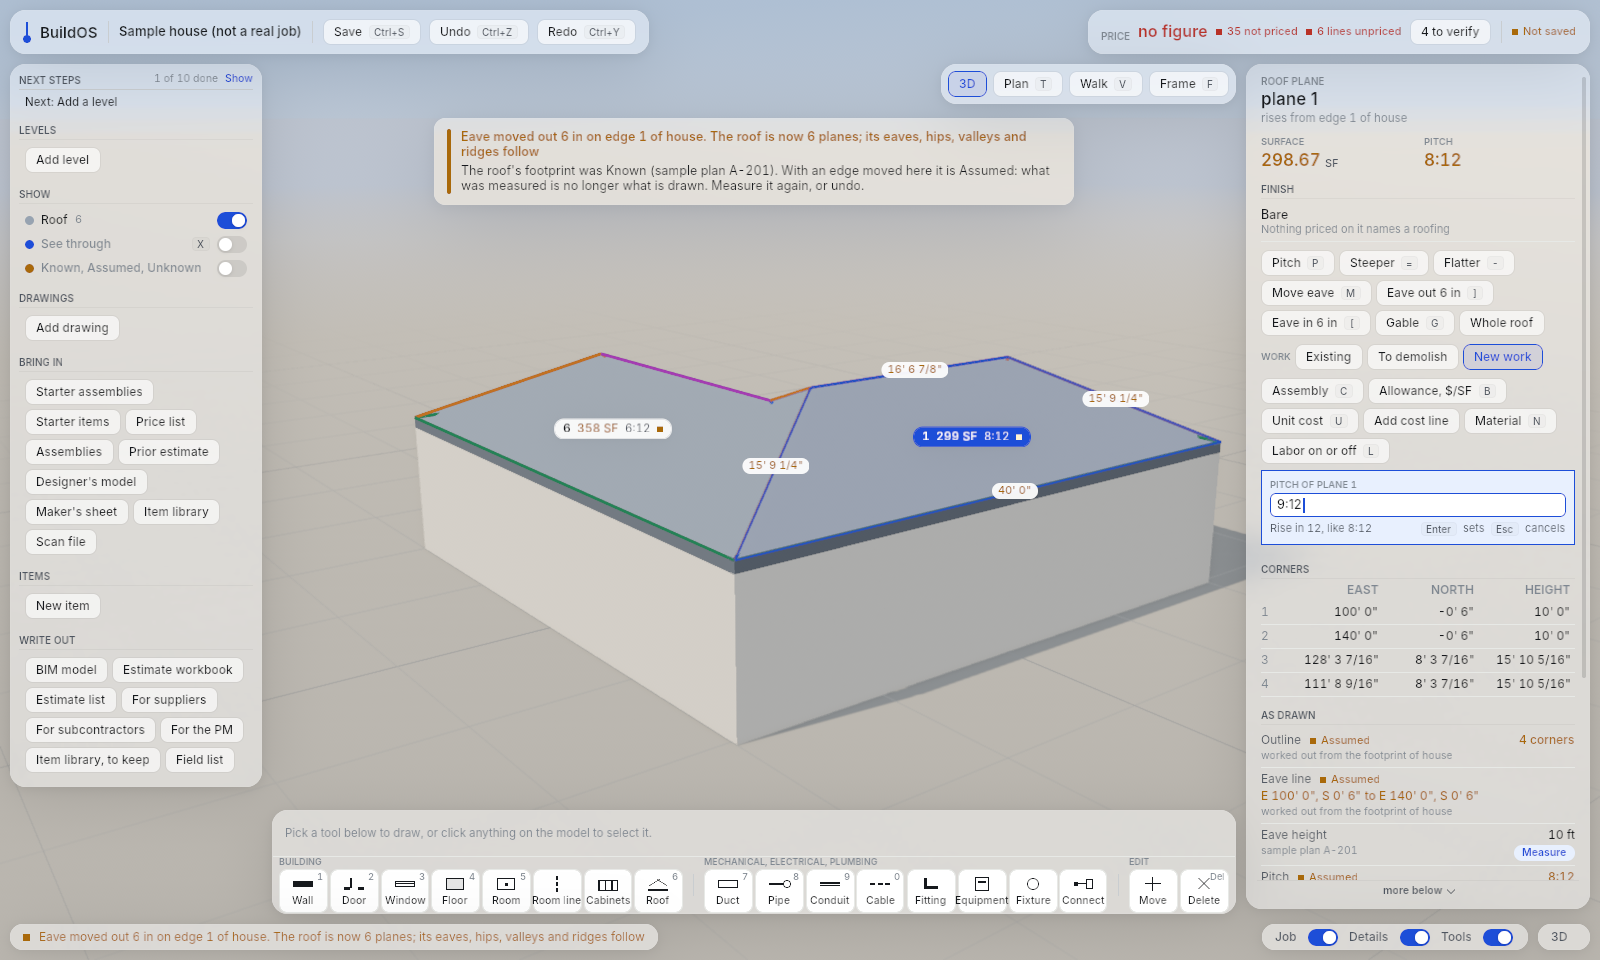 BuildOS
Sample house (not a real job)
Save Ctrl+S
Undo Ctrl+Z
Redo Ctrl+Y
PRICE no figure 35 not priced 6 lines unpriced 4 to verify Not saved
NEXT STEPS 1 of 10 done Show
Next: Add a level
LEVELS
Add level
SHOW
Roof 6
See through X
Known, Assumed, Unknown
DRAWINGS
Add drawing
BRING IN
Starter assemblies
Starter items Price list
Assemblies Prior estimate
Designer's model
Maker's sheet Item library
Scan file
ITEMS
New item
WRITE OUT
BIM model Estimate workbook
Estimate list For suppliers
For subcontractors For the PM
Item library, to keep Field list
3D Plan T Walk V Frame F
Eave moved out 6 in on edge 1 of house. The roof is now 6 planes; its eaves, hips, valleys and
ridges follow
The roof's footprint was Known (sample plan A-201). With an edge moved here it is Assumed: what
was measured is no longer what is drawn. Measure it again, or undo.
16' 6 7/8"
15' 9 1/4"
6 358 SF 6:12
1 299 SF 8:12
15' 9 1/4"
40' 0"
ROOF PLANE
plane 1
rises from edge 1 of house
SURFACE PITCH
298.67 SF 8:12
FINISH
Bare
Nothing priced on it names a roofing
Pitch P Steeper = Flatter -
Move eave M Eave out 6 in ]
Eave in 6 in [ Gable G Whole roof
WORK Existing To demolish New work
Assembly C Allowance, $/SF B
Unit cost U Add cost line Material N
Labor on or off L
PITCH OF PLANE 1
9:12
Rise in 12, like 8:12 Enter sets Esc cancels
CORNERS
EAST NORTH HEIGHT
1 100' 0" -0' 6" 10' 0"
2 140' 0" -0' 6" 10' 0"
3 128' 3 7/16" 8' 3 7/16" 15' 10 5/16"
4 111' 8 9/16" 8' 3 7/16" 15' 10 5/16"
AS DRAWN
Outline Assumed 4 corners
worked out from the footprint of house
Eave line Assumed
E 100' 0", S 0' 6" to E 140' 0", S 0' 6"
worked out from the footprint of house
Eave height 10 ft
sample plan A-201 Measure
Pitch Assumed 8:12
more below
Pick a tool below to draw, or click anything on the model to select it.
BUILDING MECHANICAL, ELECTRICAL, PLUMBING EDIT
1 2 3 4 5 6 7 8 9 0 Del
Wall Door Window Floor Room Room line Cabinets Roof Duct Pipe Conduit Cable Fitting Equipment Fixture Connect Move Delete
Eave moved out 6 in on edge 1 of house. The roof is now 6 planes; its eaves, hips, valleys and ridges follow
Job Details Tools 3D